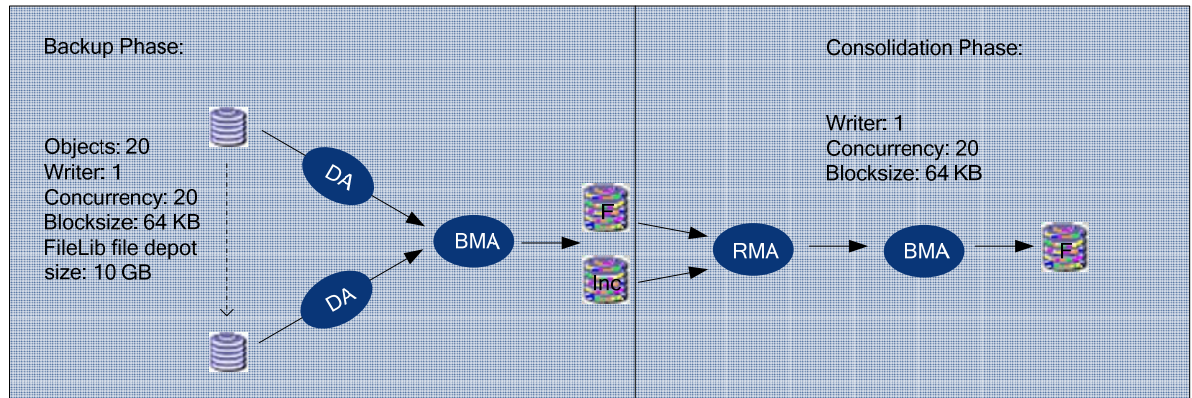 Backup Phase:
Consolidation Phase:
Objects: 20
Writer: 1
Concurrency: 20
Blocksize: 64 KB
FileLib file depot
size: 10 GB
Writer: 1
Concurrency: 20
Blocksize: 64 KB
DA
DA
BMA
F
Inc
RMA
BMA
F